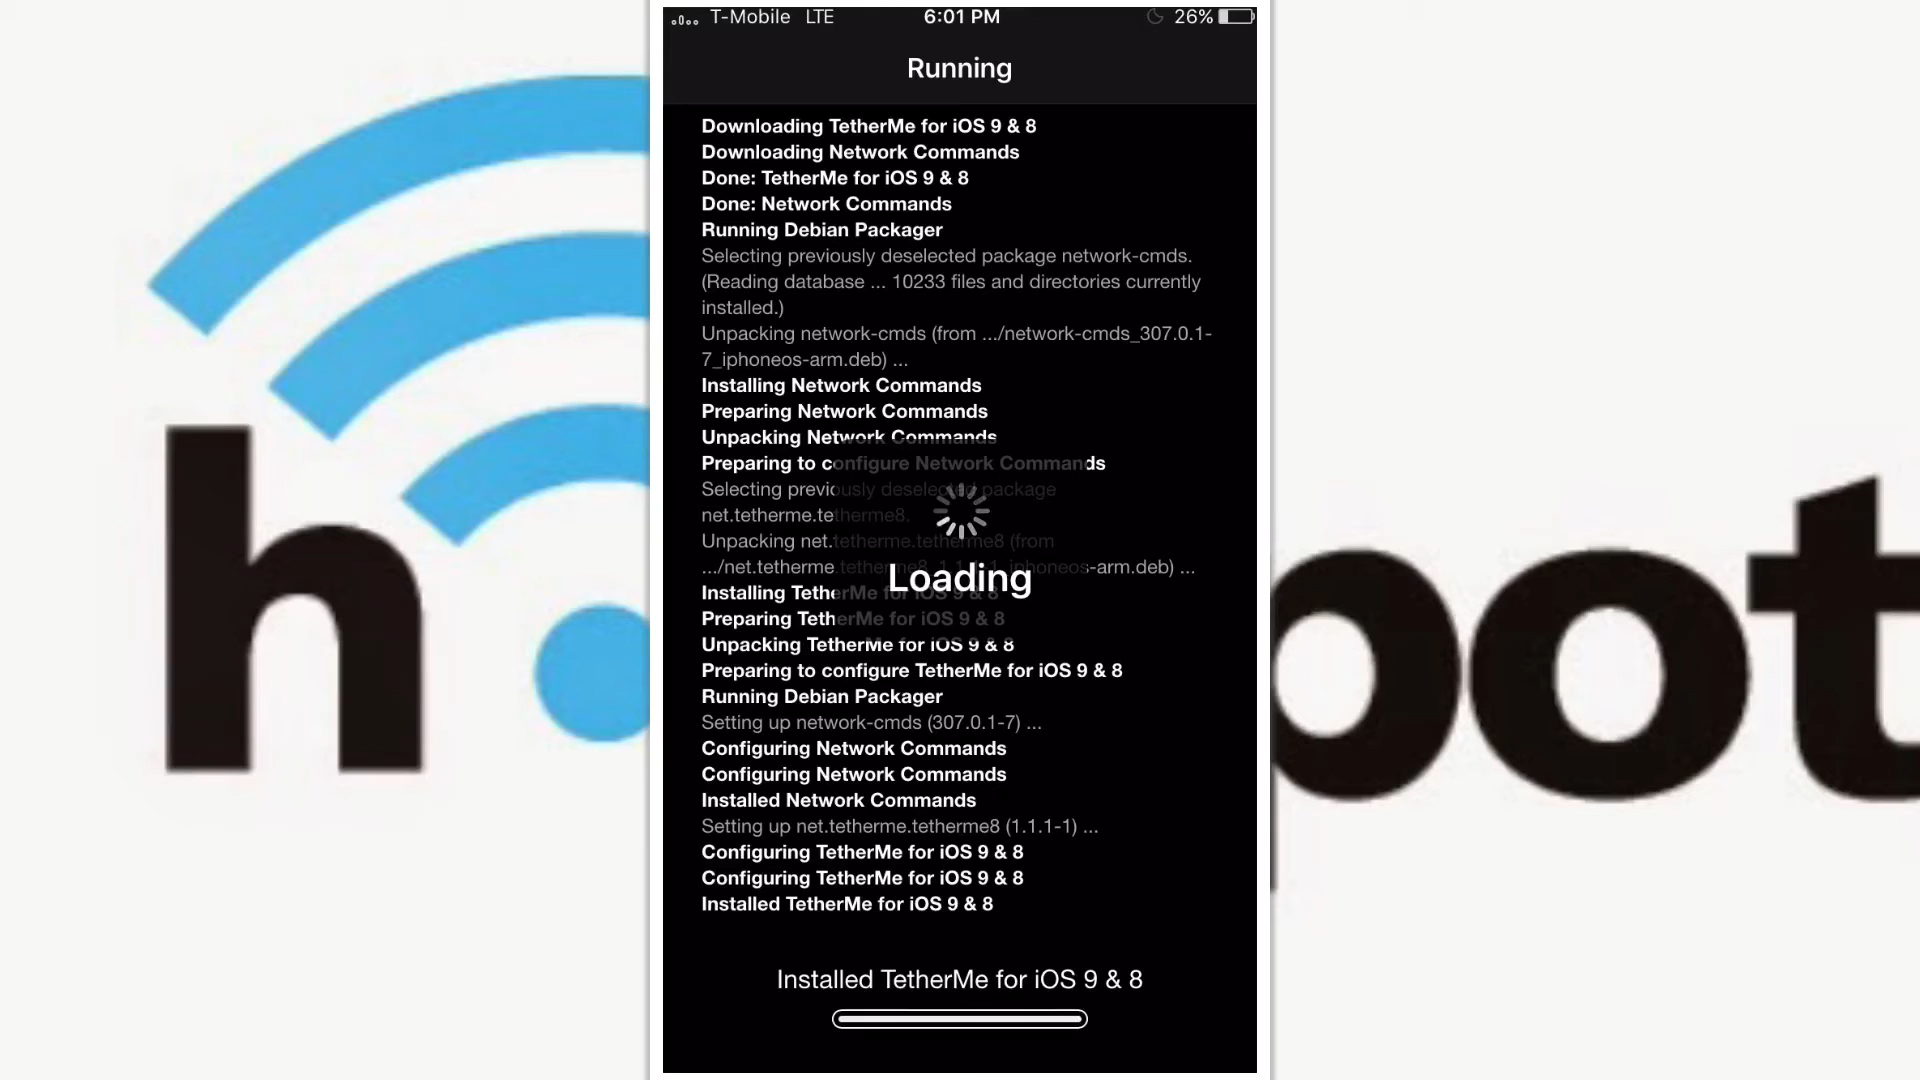 T-Mobile LTE 6:01 PM 26%
Running
Downloading TetherMe for iOS 9 & 8
Downloading Network Commands
Done: TetherMe for iOS 9 & 8
Done: Network Commands
Running Debian Packager
Selecting previously deselected package network-cmds.
(Reading database ... 10233 files and directories currently
installed.)
Unpacking network-cmds (from .../network-cmds_307.0.1-
7_iphoneos-arm.deb) ...
Installing Network Commands
Preparing Network Commands
Unpacking Network Commands
Preparing to configure Network Commands
Selecting previously deselected package
net.tetherme.tetherme8.
Unpacking net.tetherme.tetherme8 (from
.../net.tetherme.tetherme8_1.1.1-1_iphoneos-arm.deb) ...
Loading
Installing TetherMe for iOS 9 & 8
Preparing TetherMe for iOS 9 & 8
Unpacking TetherMe for iOS 9 & 8
Preparing to configure TetherMe for iOS 9 & 8
Running Debian Packager
Setting up network-cmds (307.0.1-7) ...
Configuring Network Commands
Configuring Network Commands
Installed Network Commands
Setting up net.tetherme.tetherme8 (1.1.1-1) ...
Configuring TetherMe for iOS 9 & 8
Configuring TetherMe for iOS 9 & 8
Installed TetherMe for iOS 9 & 8
Installed TetherMe for iOS 9 & 8
h pot